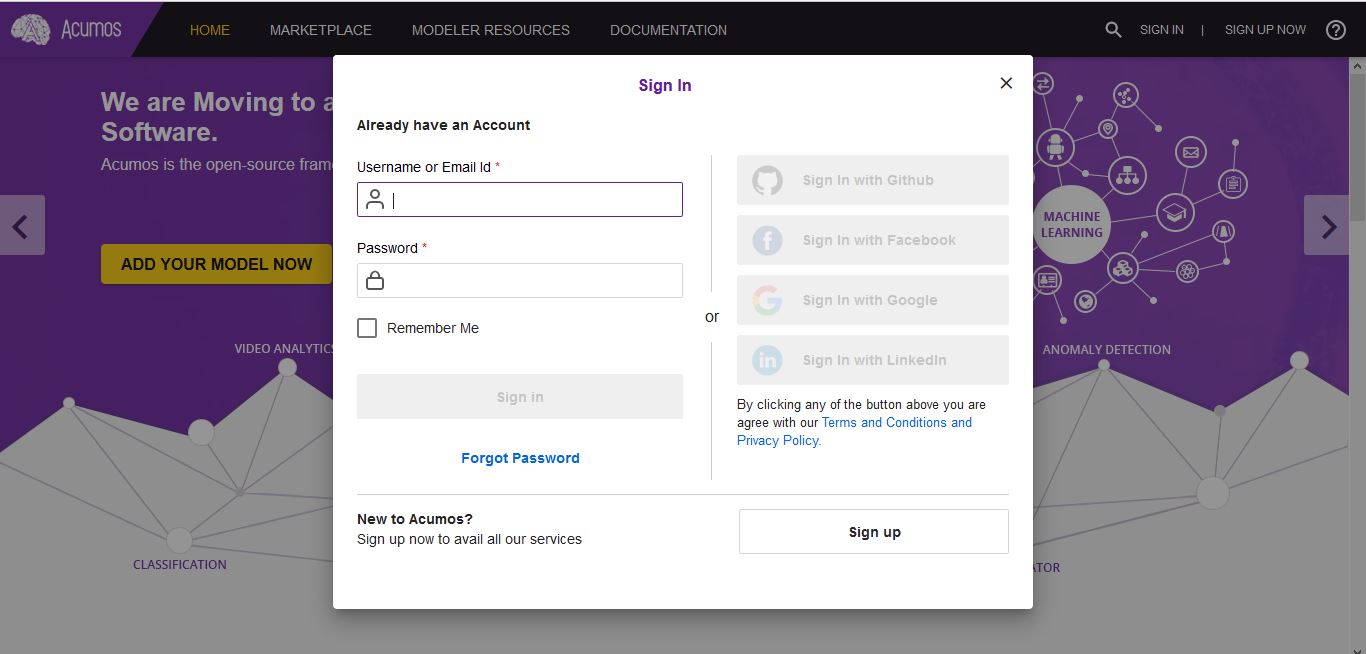 Acumos
HOME
MARKETPLACE
MODELER RESOURCES
DOCUMENTATION
SIGN IN
|
SIGN UP NOW
We are Moving to a
Software.
Acumos is the open-source
ADD YOUR MODEL NOW
VIDEO ANALYTICS
CLASSIFICATION
Sign In
Already have an Account
Username or Email Id *
Password *
Remember Me
Sign in
Forgot Password
or
Sign In with Github
Sign In with Facebook
Sign In with Google
Sign In with LinkedIn
By clicking any of the button above you are
agree with our Terms and Conditions and
Privacy Policy.
New to Acumos?
Sign up now to avail all our services
Sign up
MACHINE
LEARNING
ANOMALY DETECTION